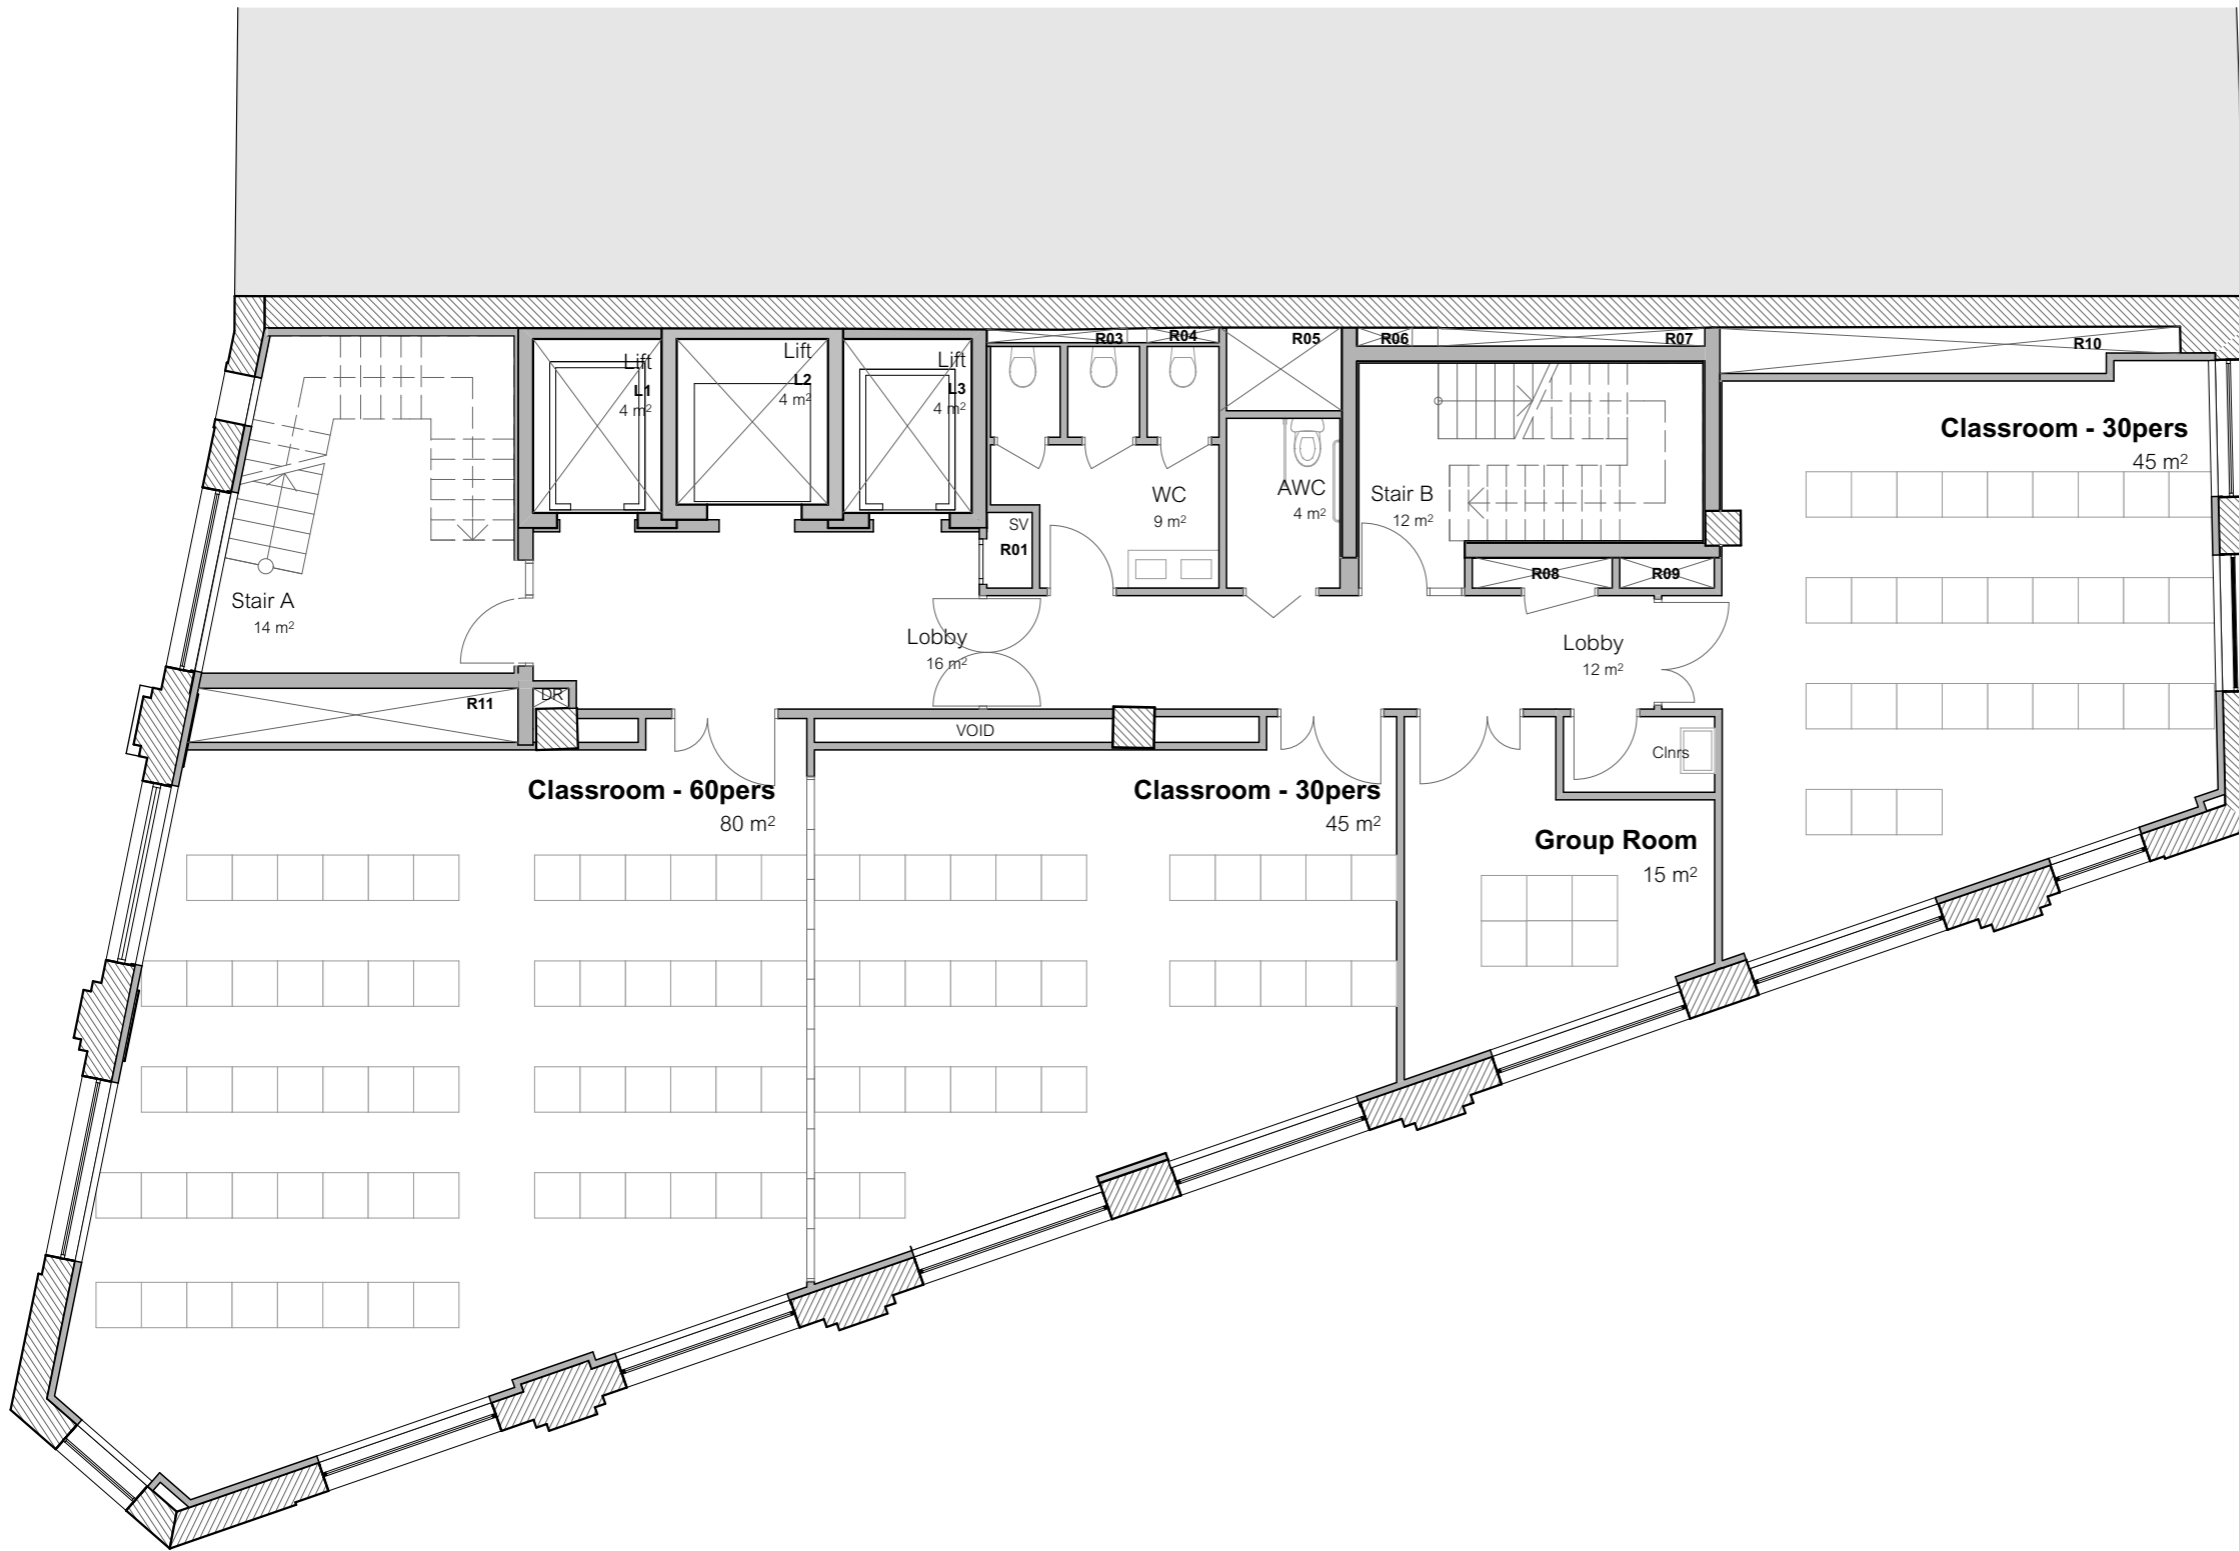 R03
R04
R05
R06
R07
R10
Lift
L1
4 m²
Lift
L2
4 m²
Lift
L3
4 m²
Classroom - 30pers
45 m²
WC
9 m²
AWC
4 m²
Stair B
12 m²
SV
R01
R08
R09
Stair A
14 m²
Lobby
16 m²
Lobby
12 m²
R11
DR
VOID
Clnrs
Classroom - 60pers
80 m²
Classroom - 30pers
45 m²
Group Room
15 m²